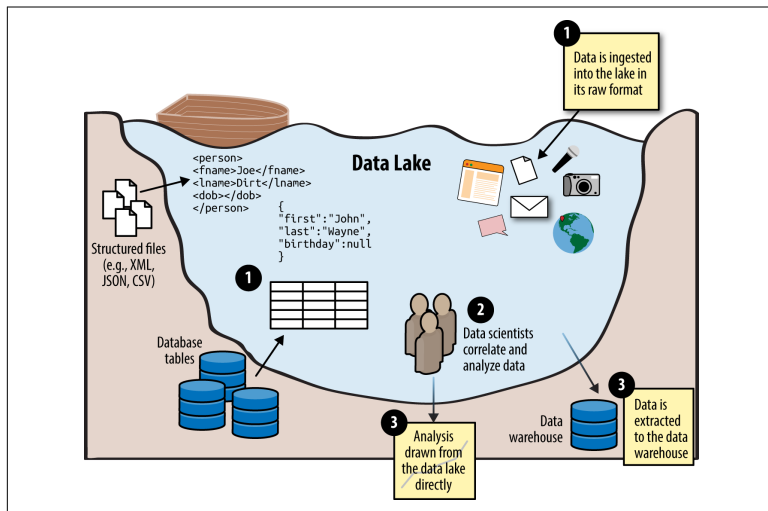 1
Data is ingested
into the lake in
its raw format
Data Lake
<person>
<fname>Joe</fname>
<lname>Dirt</lname>
<dob></dob>
</person>
{
"first":"John",
"last":"Wayne",
"birthday":null
}
Structured files
(e.g., XML,
JSON, CSV)
1
Database
tables
2
Data scientists
correlate and
analyze data
3
Analysis
drawn from
the data lake
directly
Data
warehouse
3
Data is
extracted
to the data
warehouse